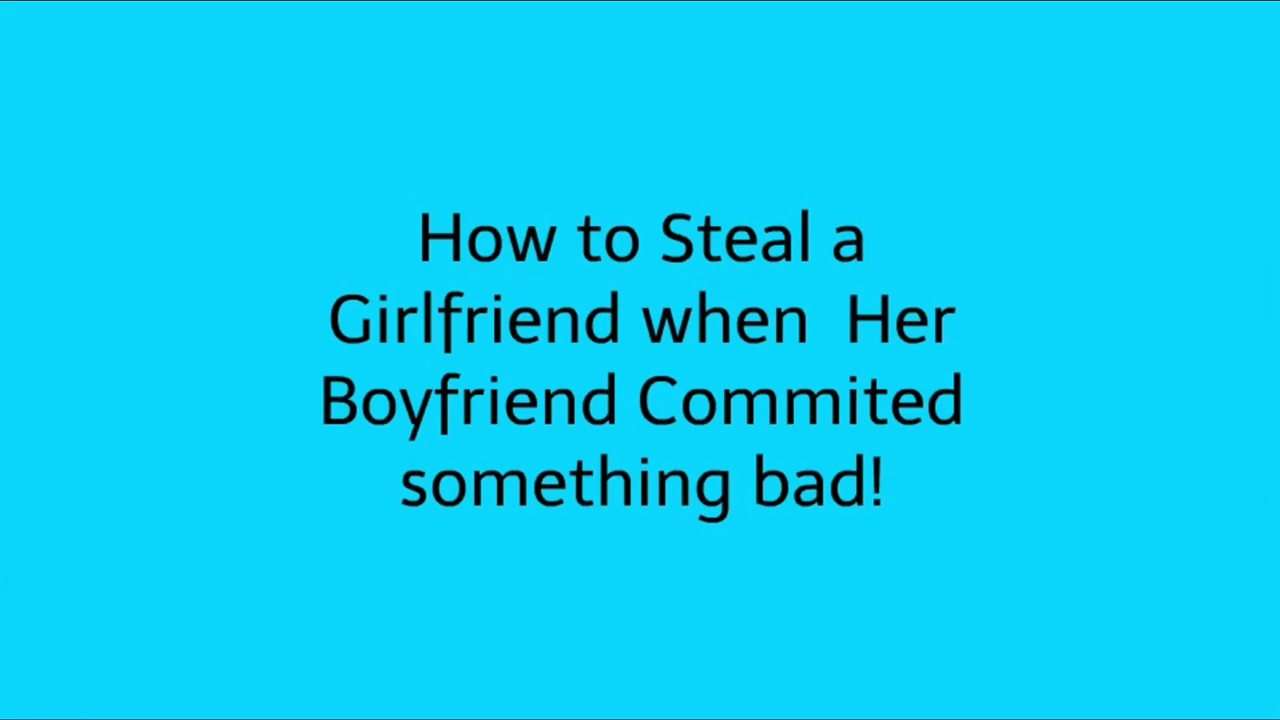 How to Steal a
Girlfriend when  Her
Boyfriend Commited
something bad!